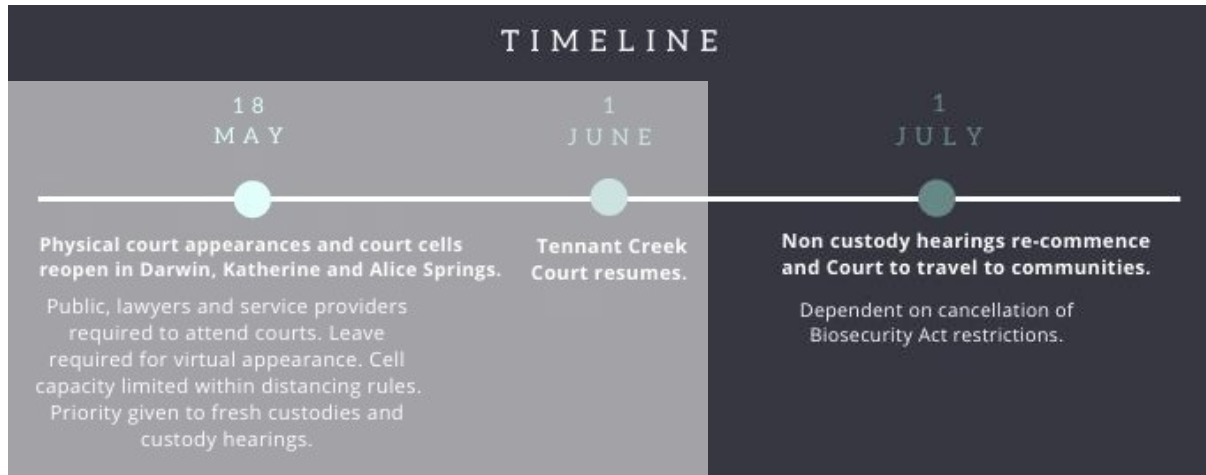 TIMELINE
18
MAY
Physical court appearances and court cells
reopen in Darwin, Katherine and Alice Springs.
Public, lawyers and service providers
required to attend courts. Leave
required for virtual appearance. Cell
capacity limited within distancing rules.
Priority given to fresh custodies and
custody hearings.
1
JUNE
Tennant Creek
Court resumes.
1
JULY
Non custody hearings re-commence
and Court to travel to communities.
Dependent on cancellation of
Biosecurity Act restrictions.